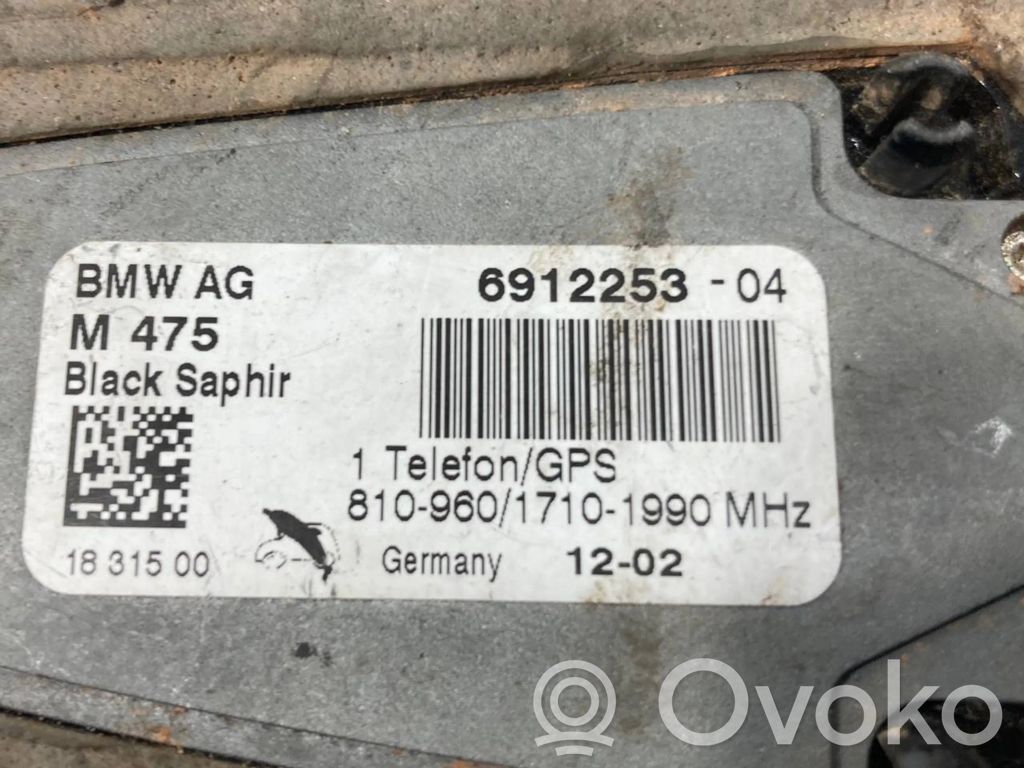 BMW AG
6912253 - 04
M 475
Black Saphir
1 Telefon/GPS
810-960/1710-1990 MHz
18 315 00
Germany 12-02
Ovoko